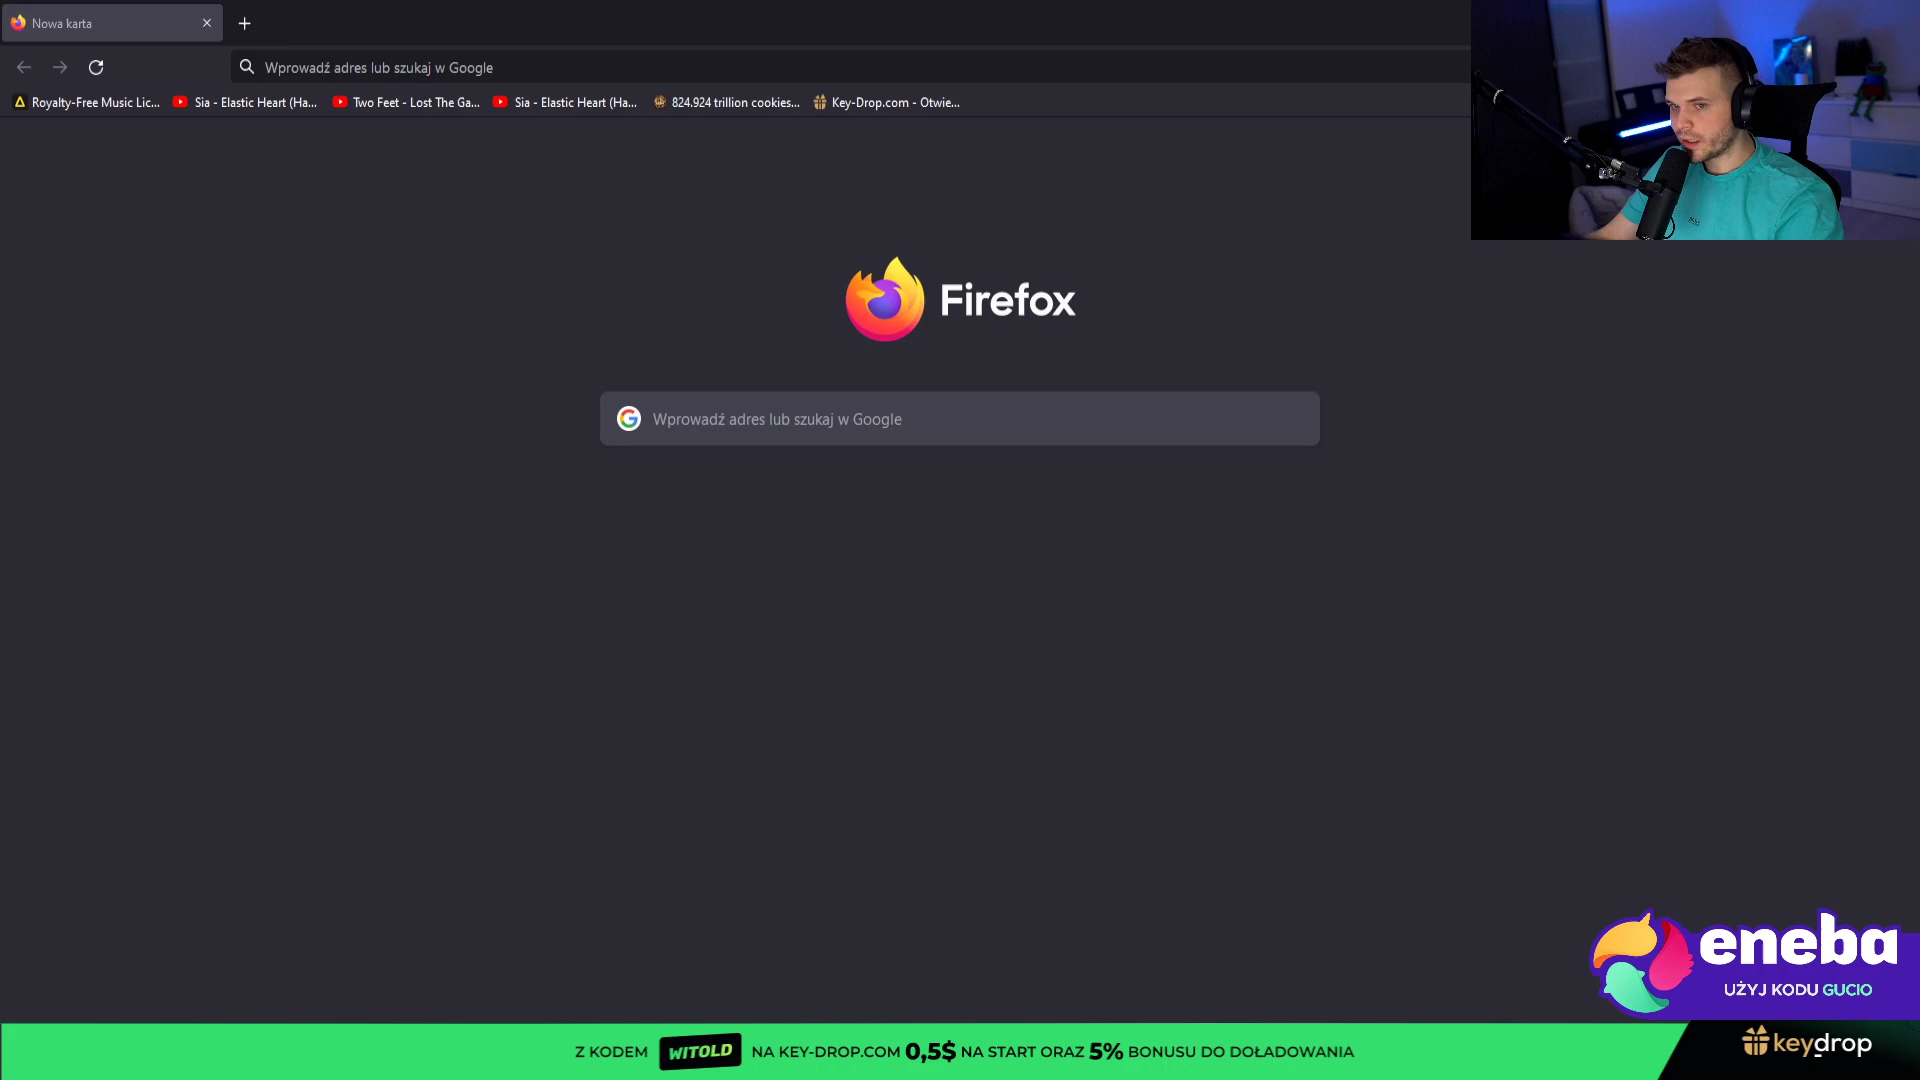 Nowa karta
Wprowadź adres lub szukaj w Google
Royalty-Free Music Lic...
Sia - Elastic Heart (Ha...
Two Feet - Lost The Ga...
Sia - Elastic Heart (Ha...
824.924 trillion cookies...
Key-Drop.com - Otwie...
Firefox
Wprowadź adres lub szukaj w Google
eneba
UŻYJ KODU GUCIO
Z KODEM WITOLD NA KEY-DROP.COM 0,5$ NA START ORAZ 5% BONUSU DO DOŁADOWANIA
keydrop